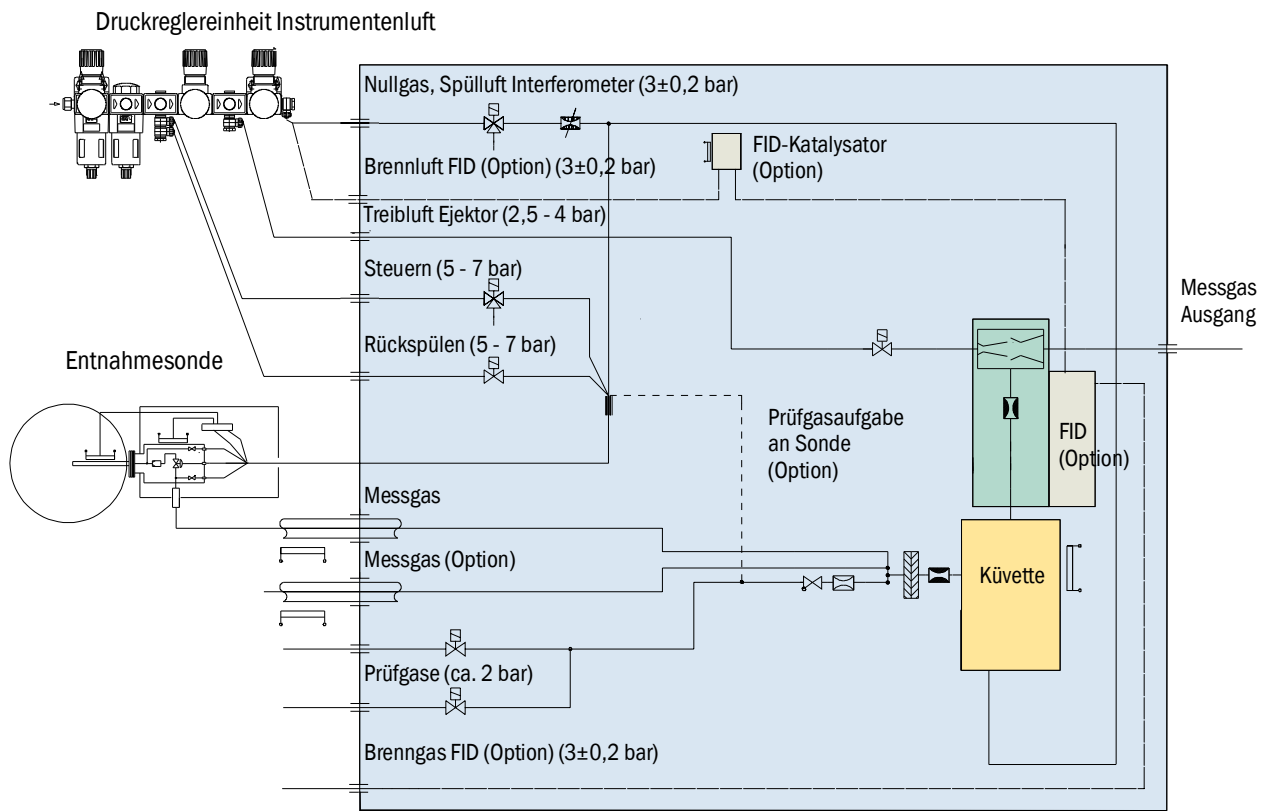 Druckreglereinheit Instrumentenluft
Nullgas, Spülluft Interferometer (3±0,2 bar)
FID-Katalysator
(Option)
Brennluft FID (Option) (3±0,2 bar)
Treibluft Ejektor (2,5 - 4 bar)
Steuern (5 - 7 bar)
Messgas
Ausgang
Rückspülen (5 - 7 bar)
Entnahmesonde
Prüfgasaufgabe
an Sonde
(Option)
FID
(Option)
Messgas
Messgas (Option)
Küvette
Prüfgase (ca. 2 bar)
Brenngas FID (Option) (3±0,2 bar)